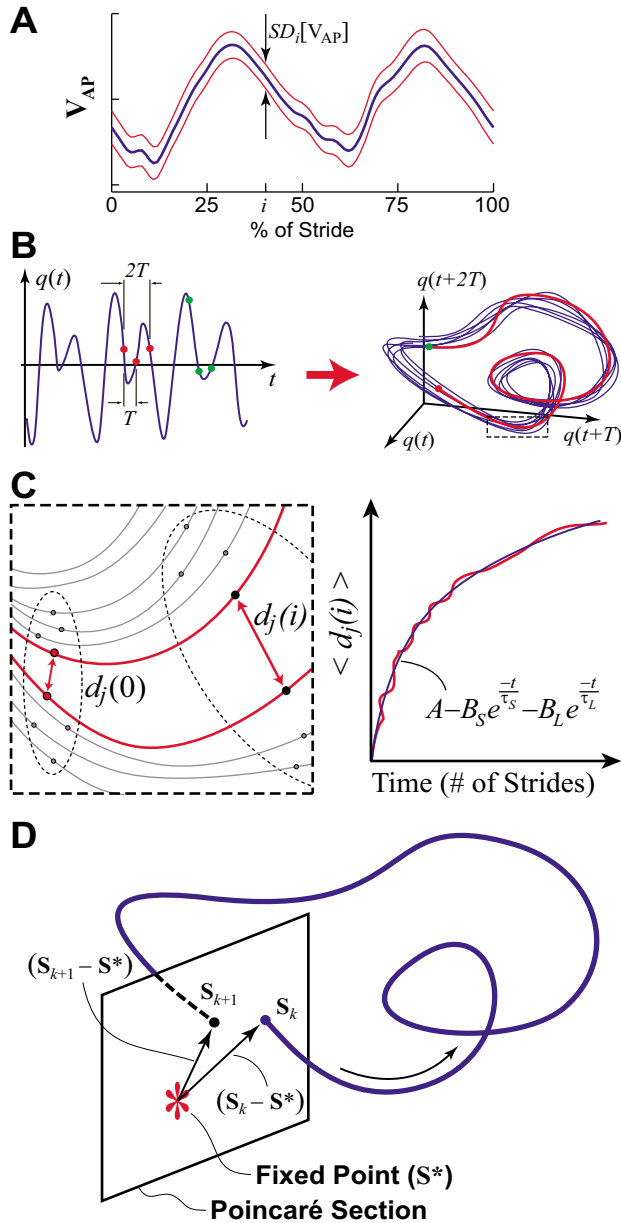 A
SD_i[V_AP]
V_AP
0 25 i 50 75 100
% of Stride
B
q(t)
2T
T
t
q(t+2T)
q(t)
q(t+T)
C
d_j(0)
d_j(i)
< d_j(i) >
A–B_S e^{-t/τ_S} –B_L e^{-t/τ_L}
Time (# of Strides)
D
(S_{k+1} – S*)
S_{k+1}
S_k
(S_k – S*)
Fixed Point (S*)
Poincaré Section